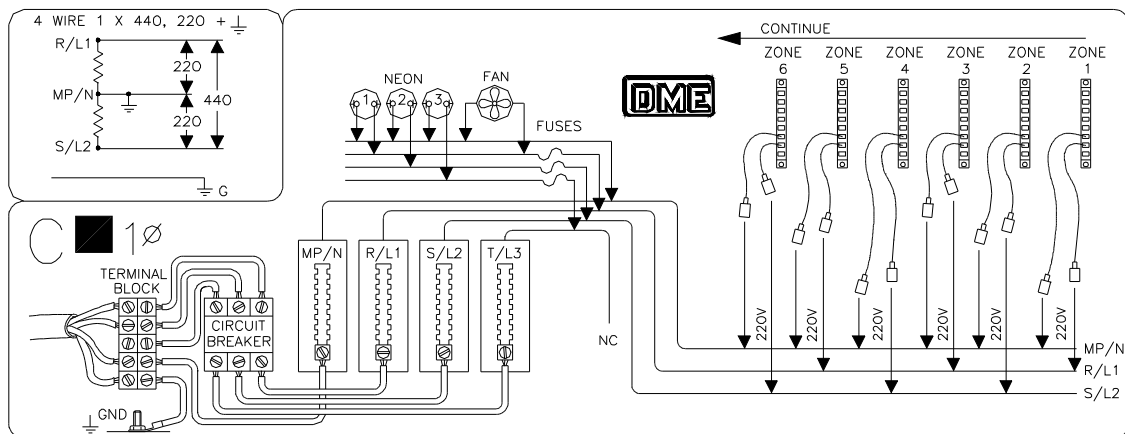 4 WIRE 1 X 440, 220 + ⏚
R/L1
220
MP/N
440
220
S/L2
G
C ■ 1Ø
TERMINAL
BLOCK
CIRCUIT
BREAKER
GND
NEON
1 2 3
FAN
FUSES
MP/N R/L1 S/L2 T/L3
NC
DME
CONTINUE
ZONE ZONE ZONE ZONE ZONE ZONE
6 5 4 3 2 1
220V 220V 220V 220V 220V 220V
MP/N
R/L1
S/L2